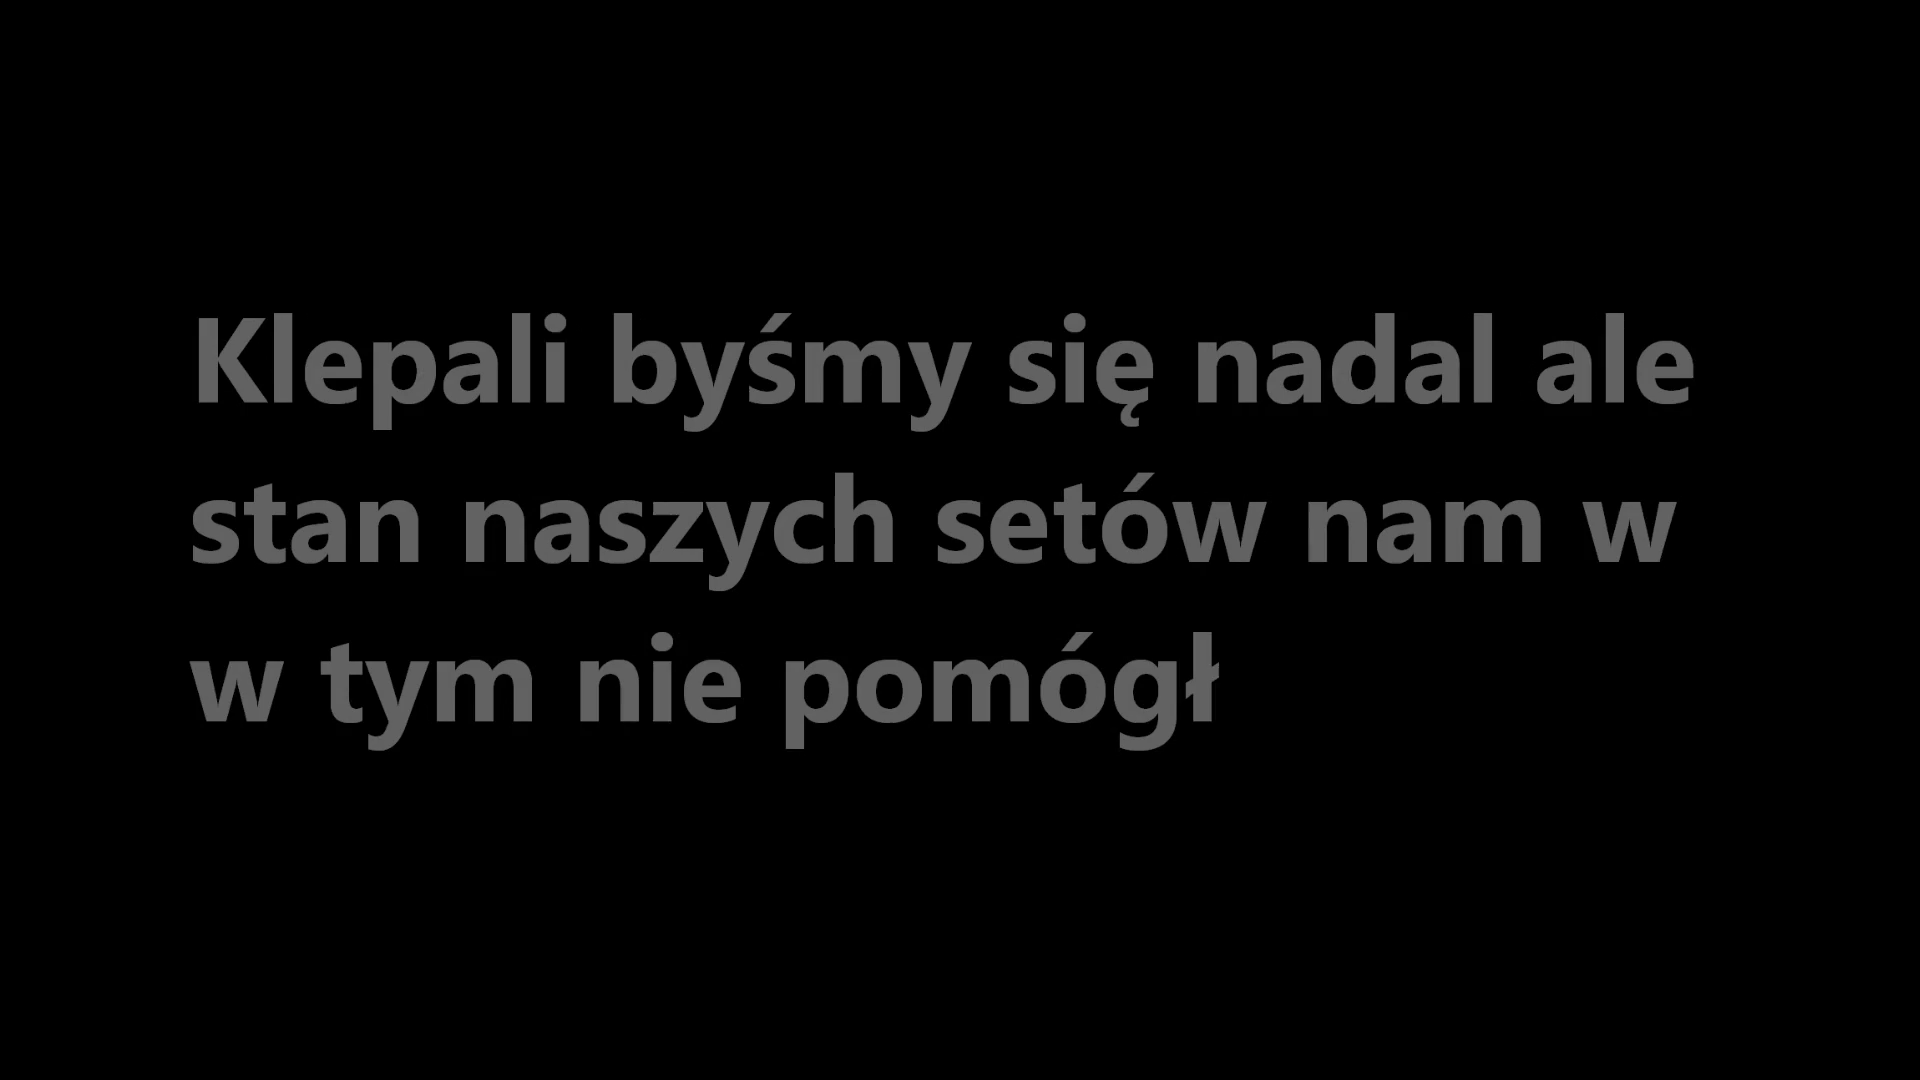 Klepali byśmy się nadal ale
stan naszych setów nam w
w tym nie pomógł